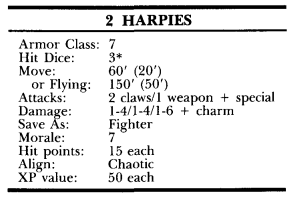 2 HARPIES
Armor Class: 7
Hit Dice: 3*
Move: 60' (20')
or Flying: 150' (50')
Attacks: 2 claws/1 weapon + special
Damage: 1-4/1-4/1-6 + charm
Save As: Fighter
Morale: 7
Hit points: 15 each
Align: Chaotic
XP value: 50 each